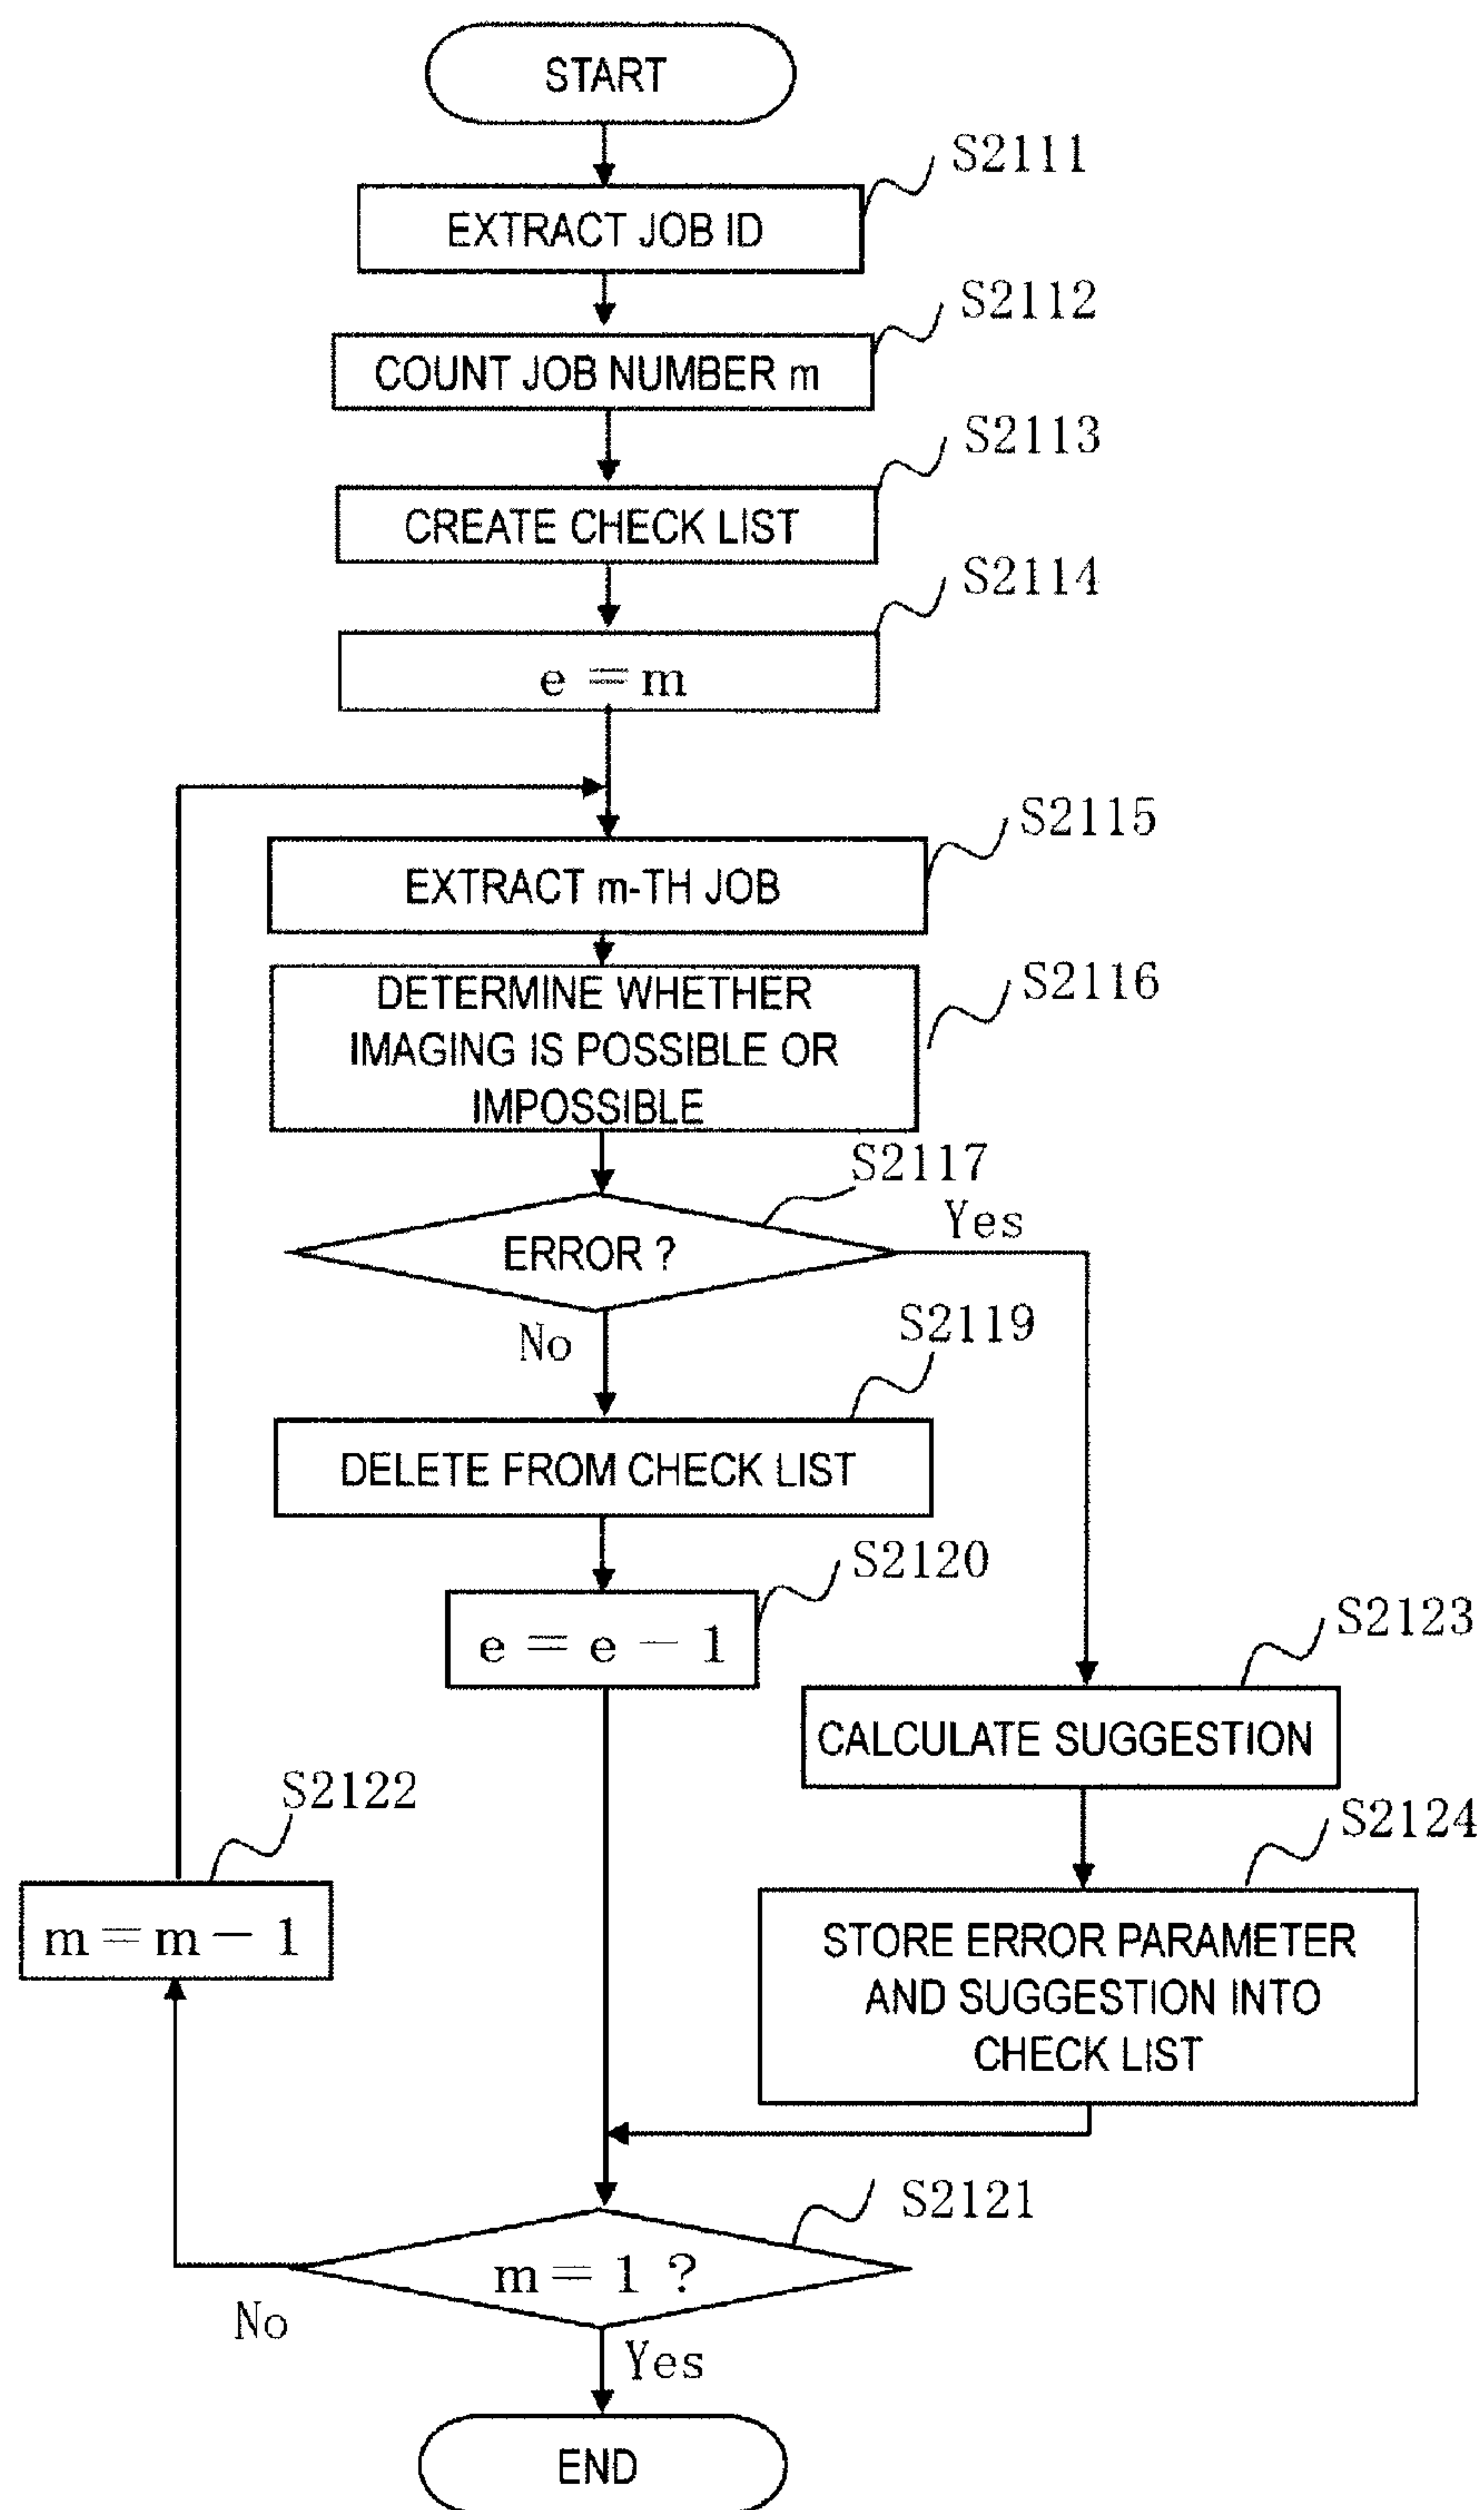 START
S2111
EXTRACT JOB ID
S2112
COUNT JOB NUMBER m
S2113
CREATE CHECK LIST
S2114
e = m
S2115
EXTRACT m-TH JOB
S2116
DETERMINE WHETHER
IMAGING IS POSSIBLE OR
IMPOSSIBLE
S2117
Yes
ERROR ?
No
S2119
DELETE FROM CHECK LIST
S2120
e = e - 1
S2123
CALCULATE SUGGESTION
S2122
S2124
m = m - 1
STORE ERROR PARAMETER
AND SUGGESTION INTO
CHECK LIST
S2121
m = 1 ?
No
Yes
END